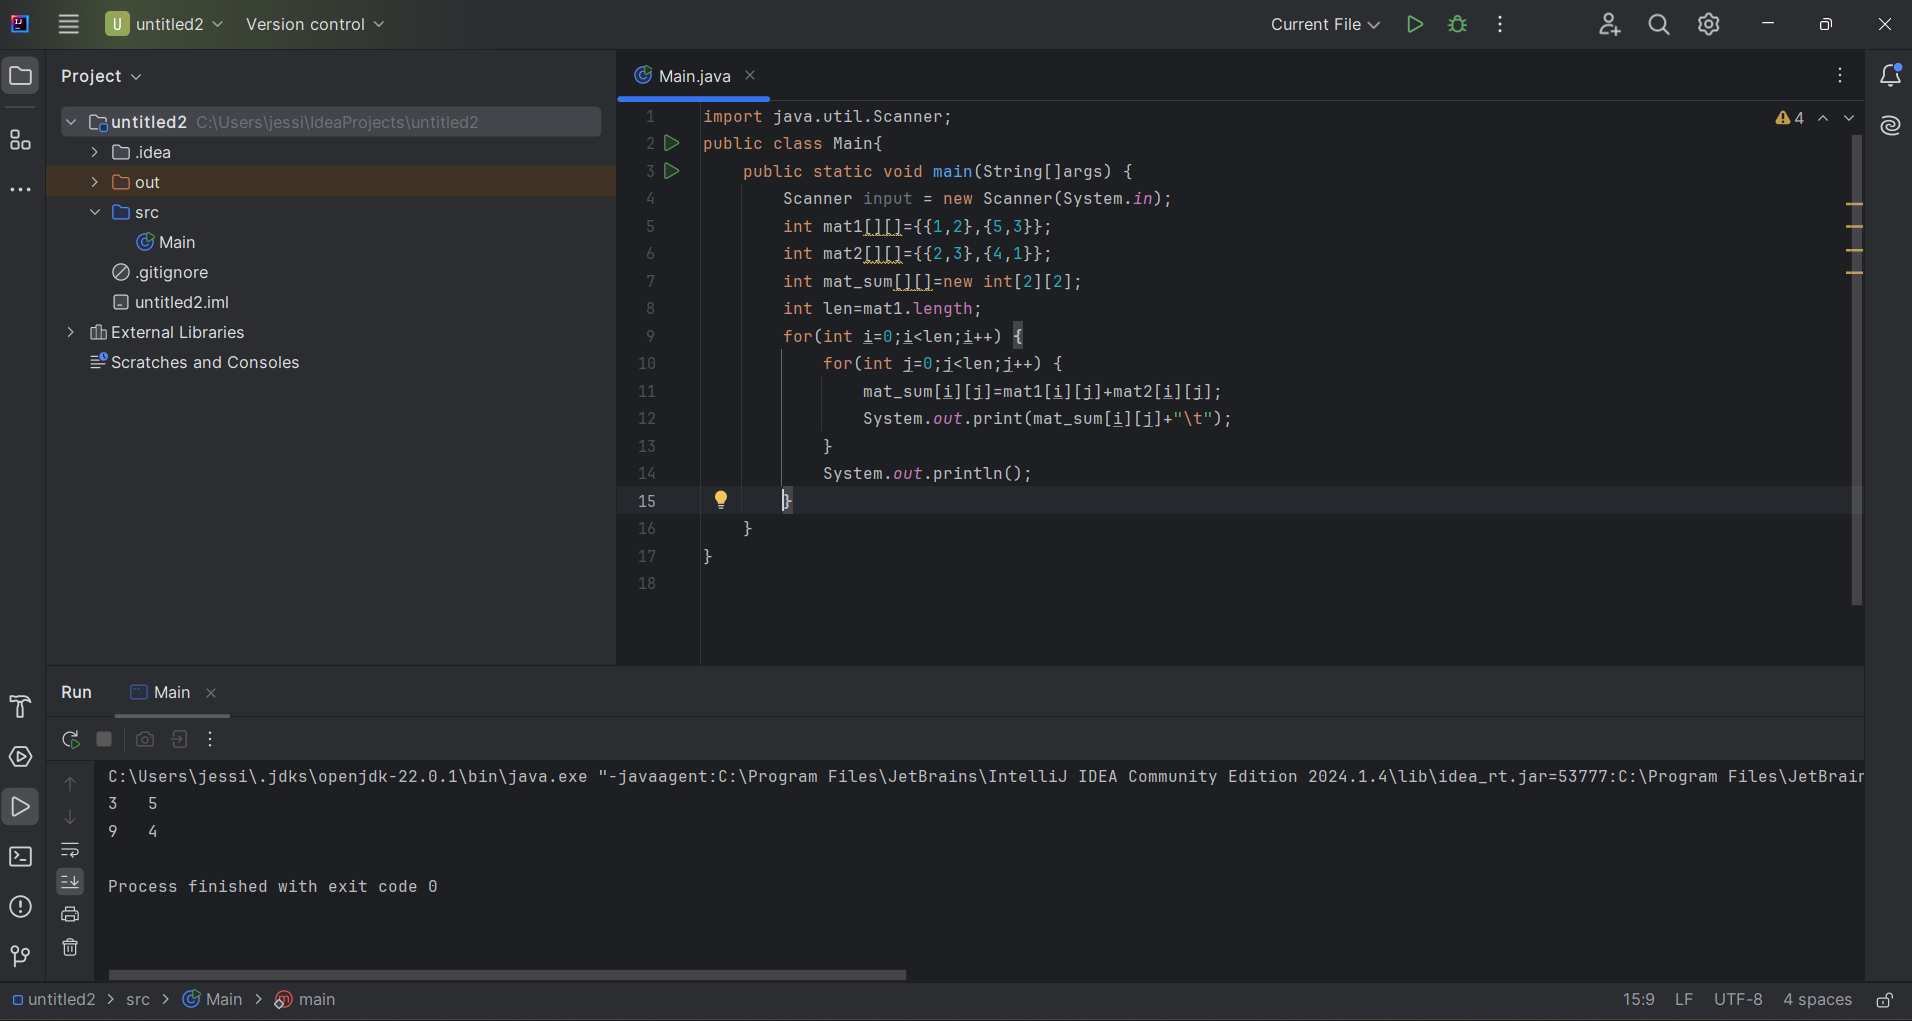 U untitled2 Version control Current File
Project
untitled2 C:\Users\jessi\IdeaProjects\untitled2
.idea
out
src
Main
.gitignore
untitled2.iml
External Libraries
Scratches and Consoles
Main.java
4
1 import java.util.Scanner;
2 public class Main{
3 public static void main(String[]args) {
4 Scanner input = new Scanner(System.in);
5 int mat1[][]={{1,2},{5,3}};
6 int mat2[][]={{2,3},{4,1}};
7 int mat_sum[][]=new int[2][2];
8 int len=mat1.length;
9 for(int i=0;i<len;i++) {
10 for(int j=0;j<len;j++) {
11 mat_sum[i][j]=mat1[i][j]+mat2[i][j];
12 System.out.print(mat_sum[i][j]+"\t");
13 }
14 System.out.println();
15 }
16 }
17 }
18
Run Main
C:\Users\jessi\.jdks\openjdk-22.0.1\bin\java.exe "-javaagent:C:\Program Files\JetBrains\IntelliJ IDEA Community Edition 2024.1.4\lib\idea_rt.jar=53777:C:\Program Files\JetBrain
3 5
9 4
Process finished with exit code 0
untitled2 > src > Main > main 15:9 LF UTF-8 4 spaces